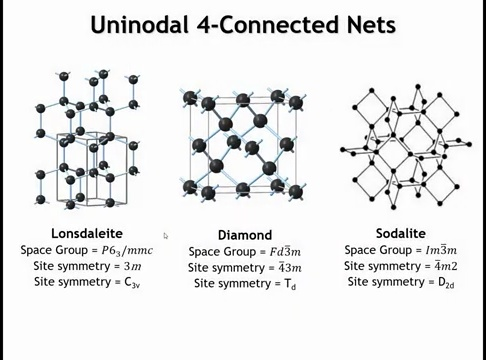 Uninodal 4-Connected Nets
Lonsdaleite
Space Group = P6₃/mmc
Site symmetry = 3m
Site symmetry = C₃ᵥ
Diamond
Space Group = Fd3̅m
Site symmetry = 4̅3m
Site symmetry = T_d
Sodalite
Space Group = Im3̅m
Site symmetry = 4̅m2
Site symmetry = D₂d